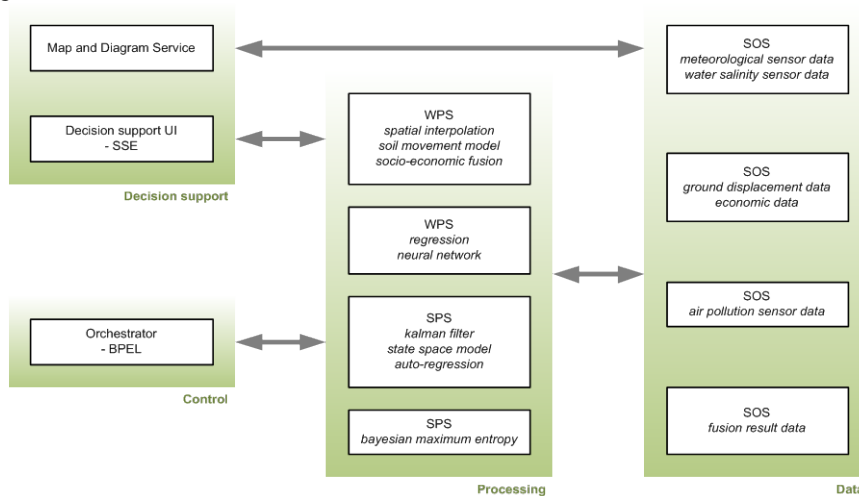 Map and Diagram Service
Decision support UI
- SSE
Decision support
Orchestrator
- BPEL
Control
WPS
spatial interpolation
soil movement model
socio-economic fusion
WPS
regression
neural network
SPS
kalman filter
state space model
auto-regression
SPS
bayesian maximum entropy
Processing
SOS
meteorological sensor data
water salinity sensor data
SOS
ground displacement data
economic data
SOS
air pollution sensor data
SOS
fusion result data
Data